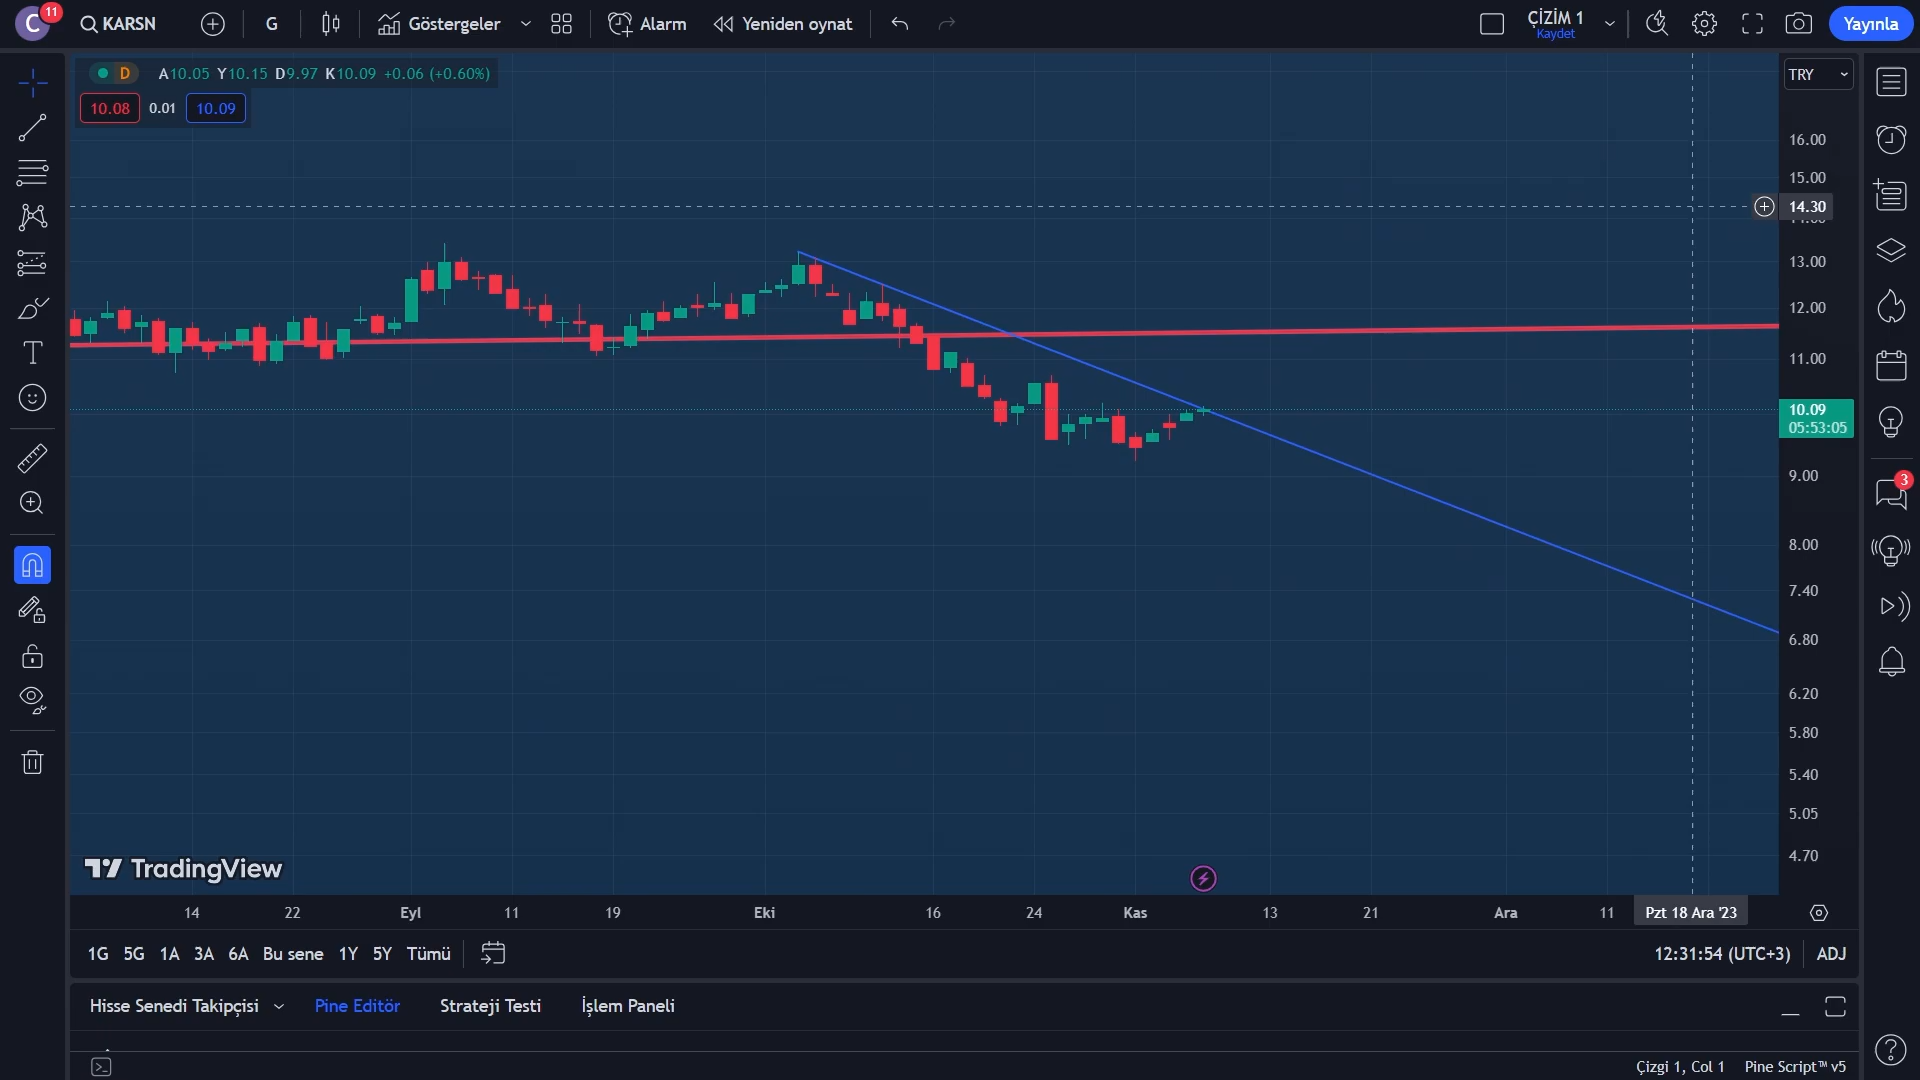 C
11
KARSN
G
Göstergeler
Alarm
Yeniden oynat
ÇİZİM 1
Kaydet
Yayınla
D
A10.05 Y10.15 D9.97 K10.09 +0.06 (+0.60%)
10.08
0.01
10.09
TRY
16.00
15.00
14.30
13.00
12.00
11.00
10.09
05:53:05
9.00
8.00
7.40
6.80
6.20
5.80
5.40
5.05
4.70
3
TradingView
14
22
Eyl
11
19
Eki
16
24
Kas
13
21
Ara
11
Pzt 18 Ara '23
1G
5G
1A
3A
6A
Bu sene
1Y
5Y
Tümü
12:31:54 (UTC+3)
ADJ
Hisse Senedi Takipçisi
Pine Editör
Strateji Testi
İşlem Paneli
Çizgi 1, Col 1
Pine Script™ v5